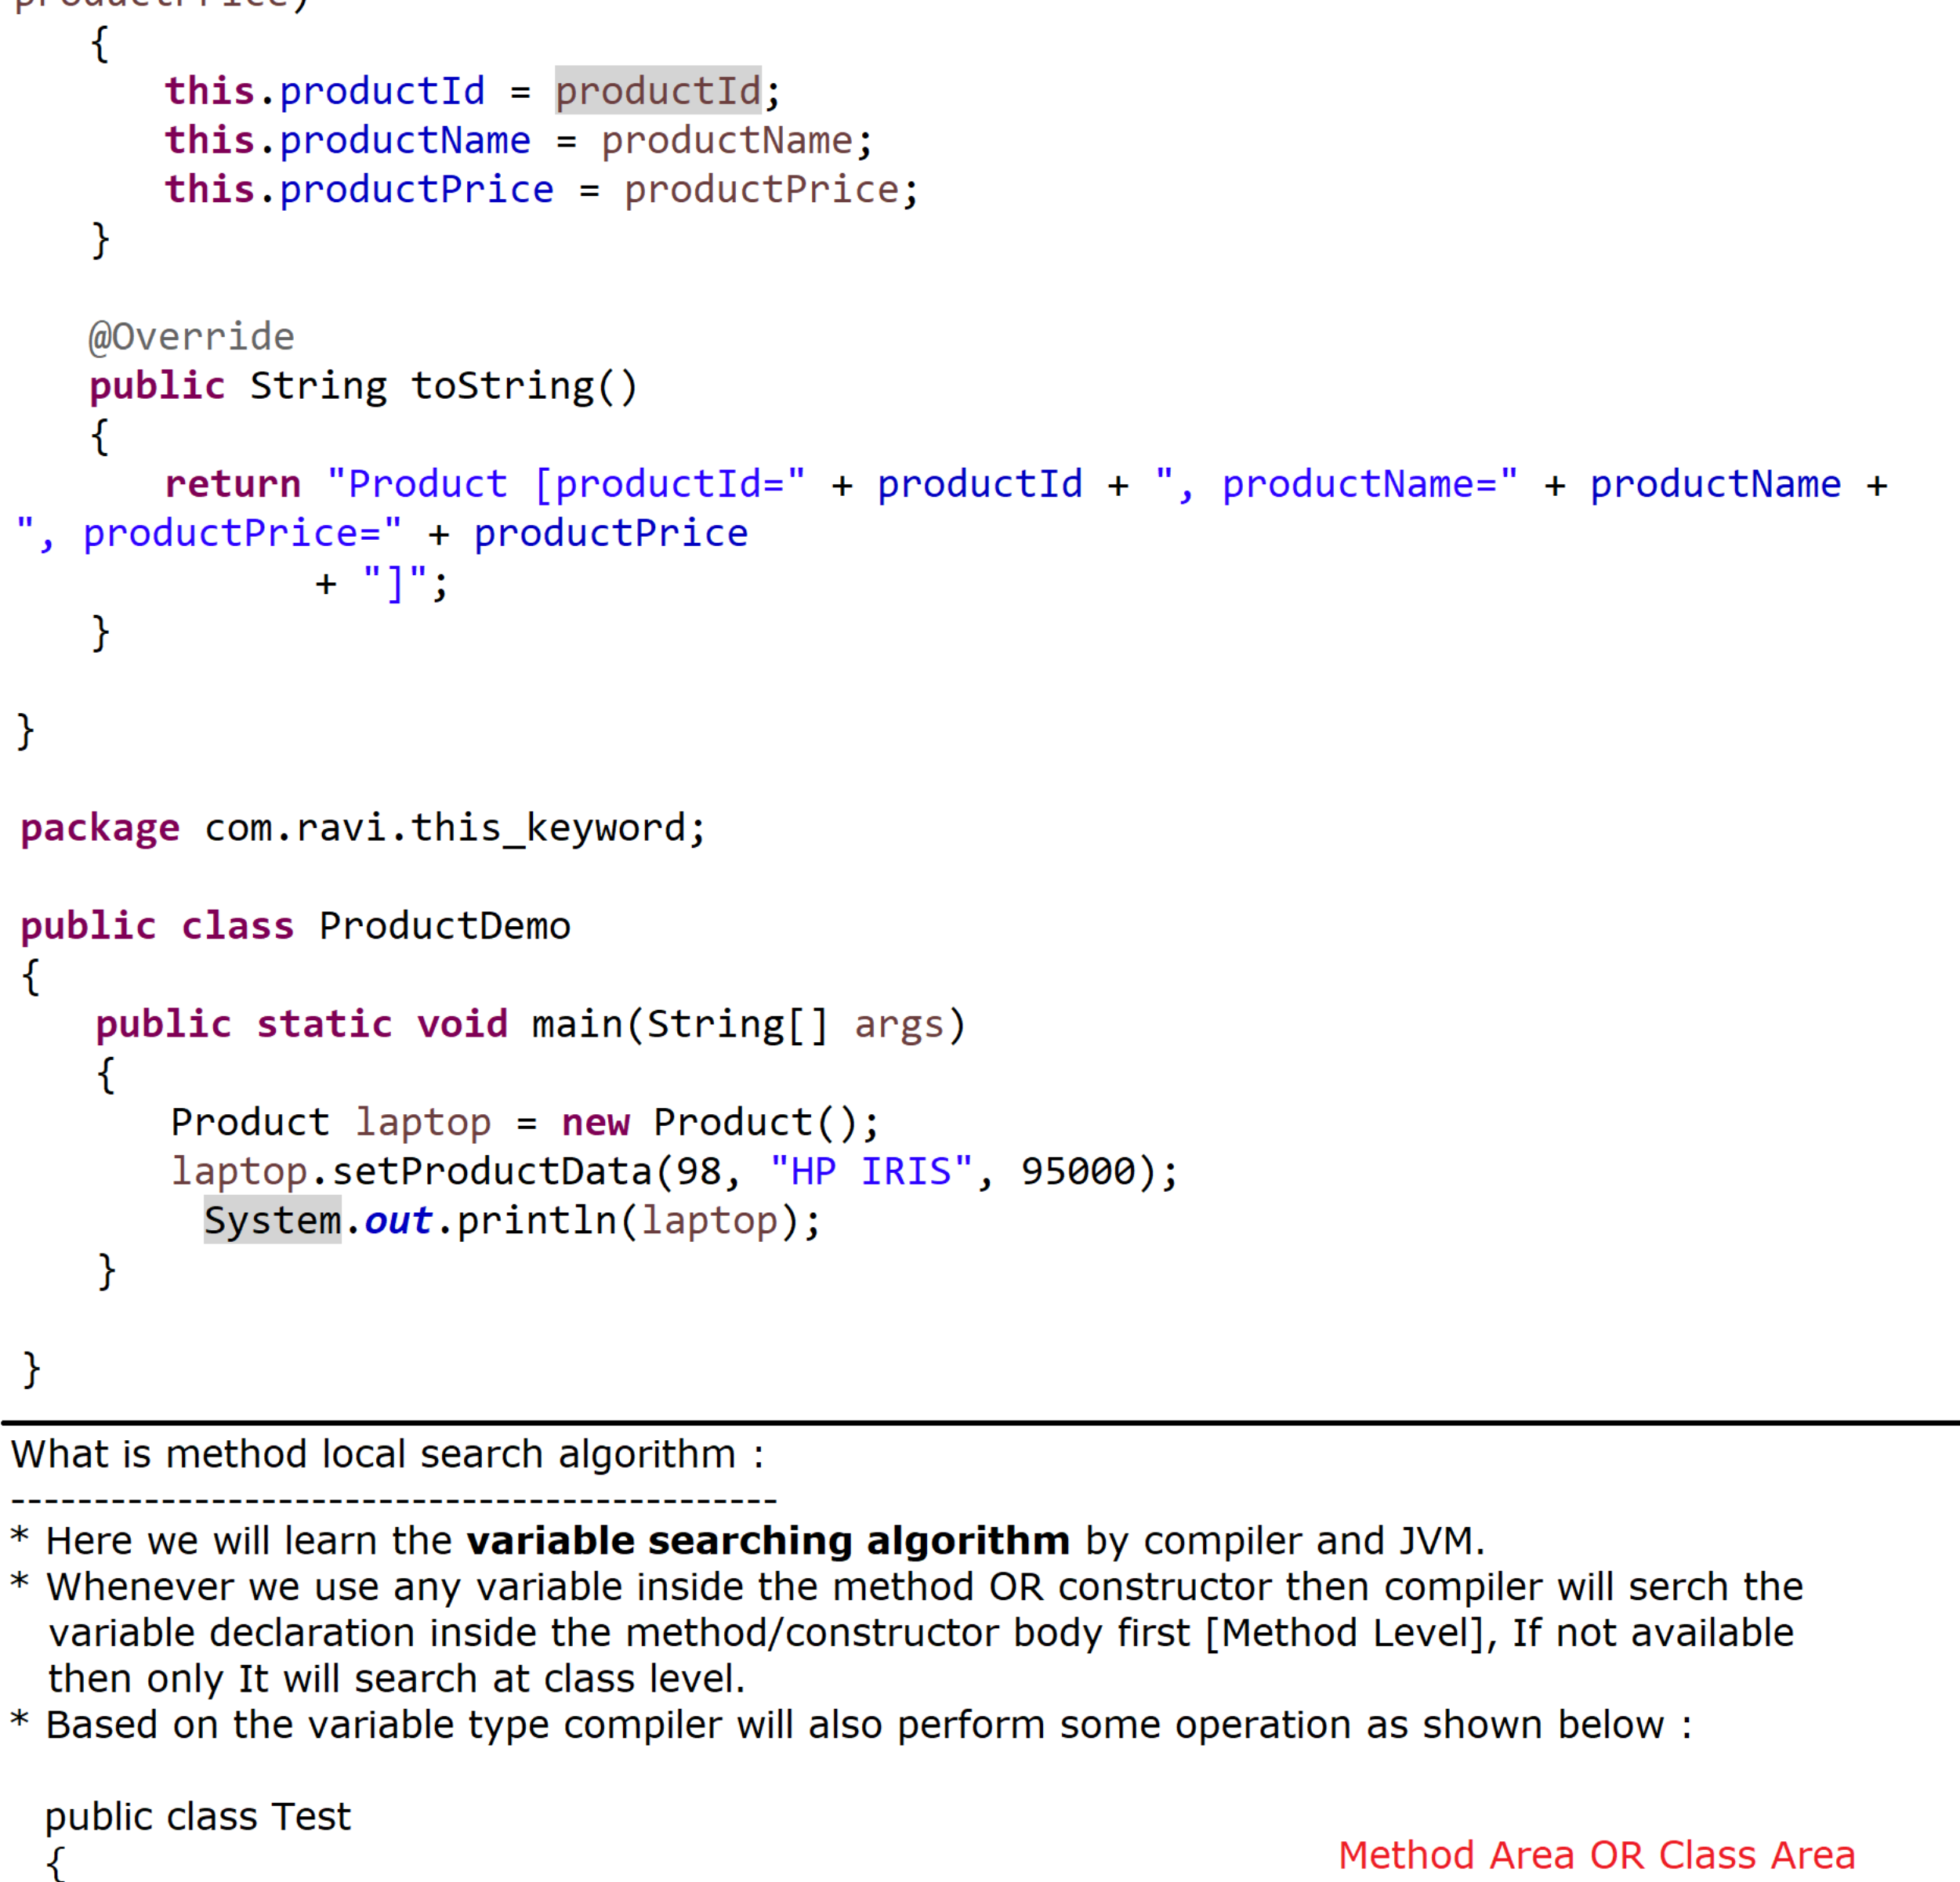 productPrice)
{
this.productId = productId;
this.productName = productName;
this.productPrice = productPrice;
}
@Override
public String toString()
{
return "Product [productId=" + productId + ", productName=" + productName +
", productPrice=" + productPrice
+ "]";
}
}
package com.ravi.this_keyword;
public class ProductDemo
{
public static void main(String[] args)
{
Product laptop = new Product();
laptop.setProductData(98, "HP IRIS", 95000);
System.out.println(laptop);
}
}
What is method local search algorithm :
----------------------------------------------
* Here we will learn the variable searching algorithm by compiler and JVM.
* Whenever we use any variable inside the method OR constructor then compiler will serch the
variable declaration inside the method/constructor body first [Method Level], If not available
then only It will search at class level.
* Based on the variable type compiler will also perform some operation as shown below :
public class Test
{
Method Area OR Class Area